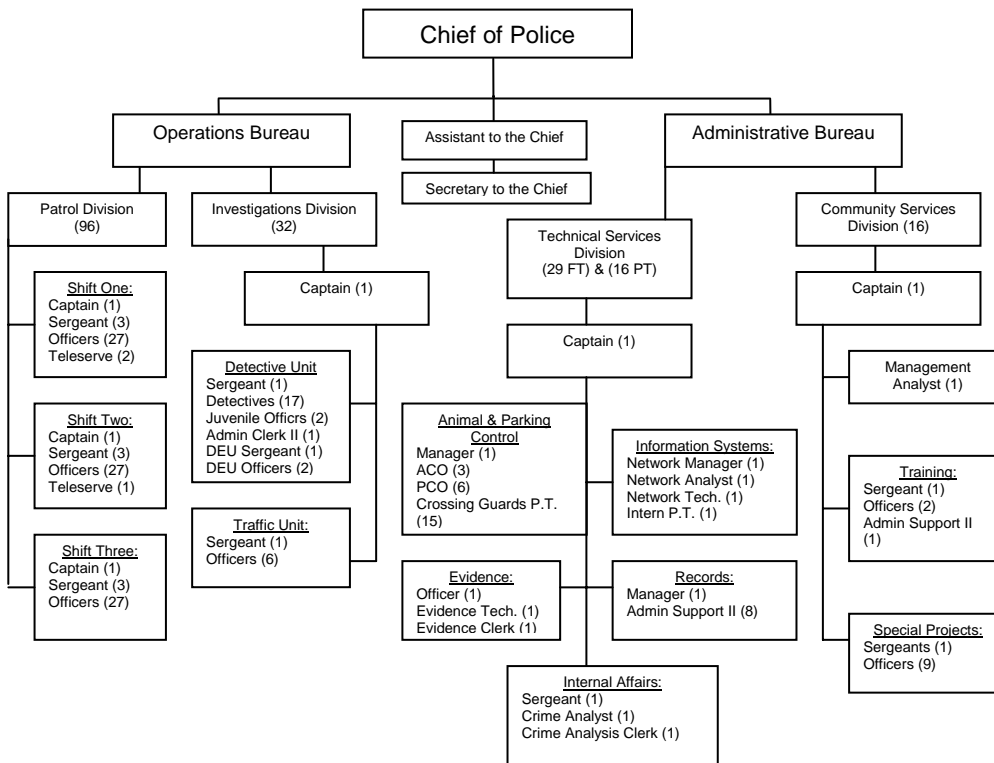 Chief of Police
Operations Bureau
Assistant to the Chief
Secretary to the Chief
Administrative Bureau
Patrol Division
(96)
Investigations Division
(32)
Technical Services
Division
(29 FT) & (16 PT)
Community Services
Division (16)
Shift One:
Captain (1)
Sergeant (3)
Officers (27)
Teleserve (2)
Shift Two:
Captain (1)
Sergeant (3)
Officers (27)
Teleserve (1)
Shift Three:
Captain (1)
Sergeant (3)
Officers (27)
Captain (1)
Detective Unit
Sergeant (1)
Detectives (17)
Juvenile Officrs (2)
Admin Clerk II (1)
DEU Sergeant (1)
DEU Officers (2)
Traffic Unit:
Sergeant (1)
Officers (6)
Captain (1)
Animal & Parking
Control
Manager (1)
ACO (3)
PCO (6)
Crossing Guards P.T.
(15)
Information Systems:
Network Manager (1)
Network Analyst (1)
Network Tech. (1)
Intern P.T. (1)
Evidence:
Officer (1)
Evidence Tech. (1)
Evidence Clerk (1)
Records:
Manager (1)
Admin Support II (8)
Internal Affairs:
Sergeant (1)
Crime Analyst (1)
Crime Analysis Clerk (1)
Captain (1)
Management
Analyst (1)
Training:
Sergeant (1)
Officers (2)
Admin Support II
(1)
Special Projects:
Sergeants (1)
Officers (9)